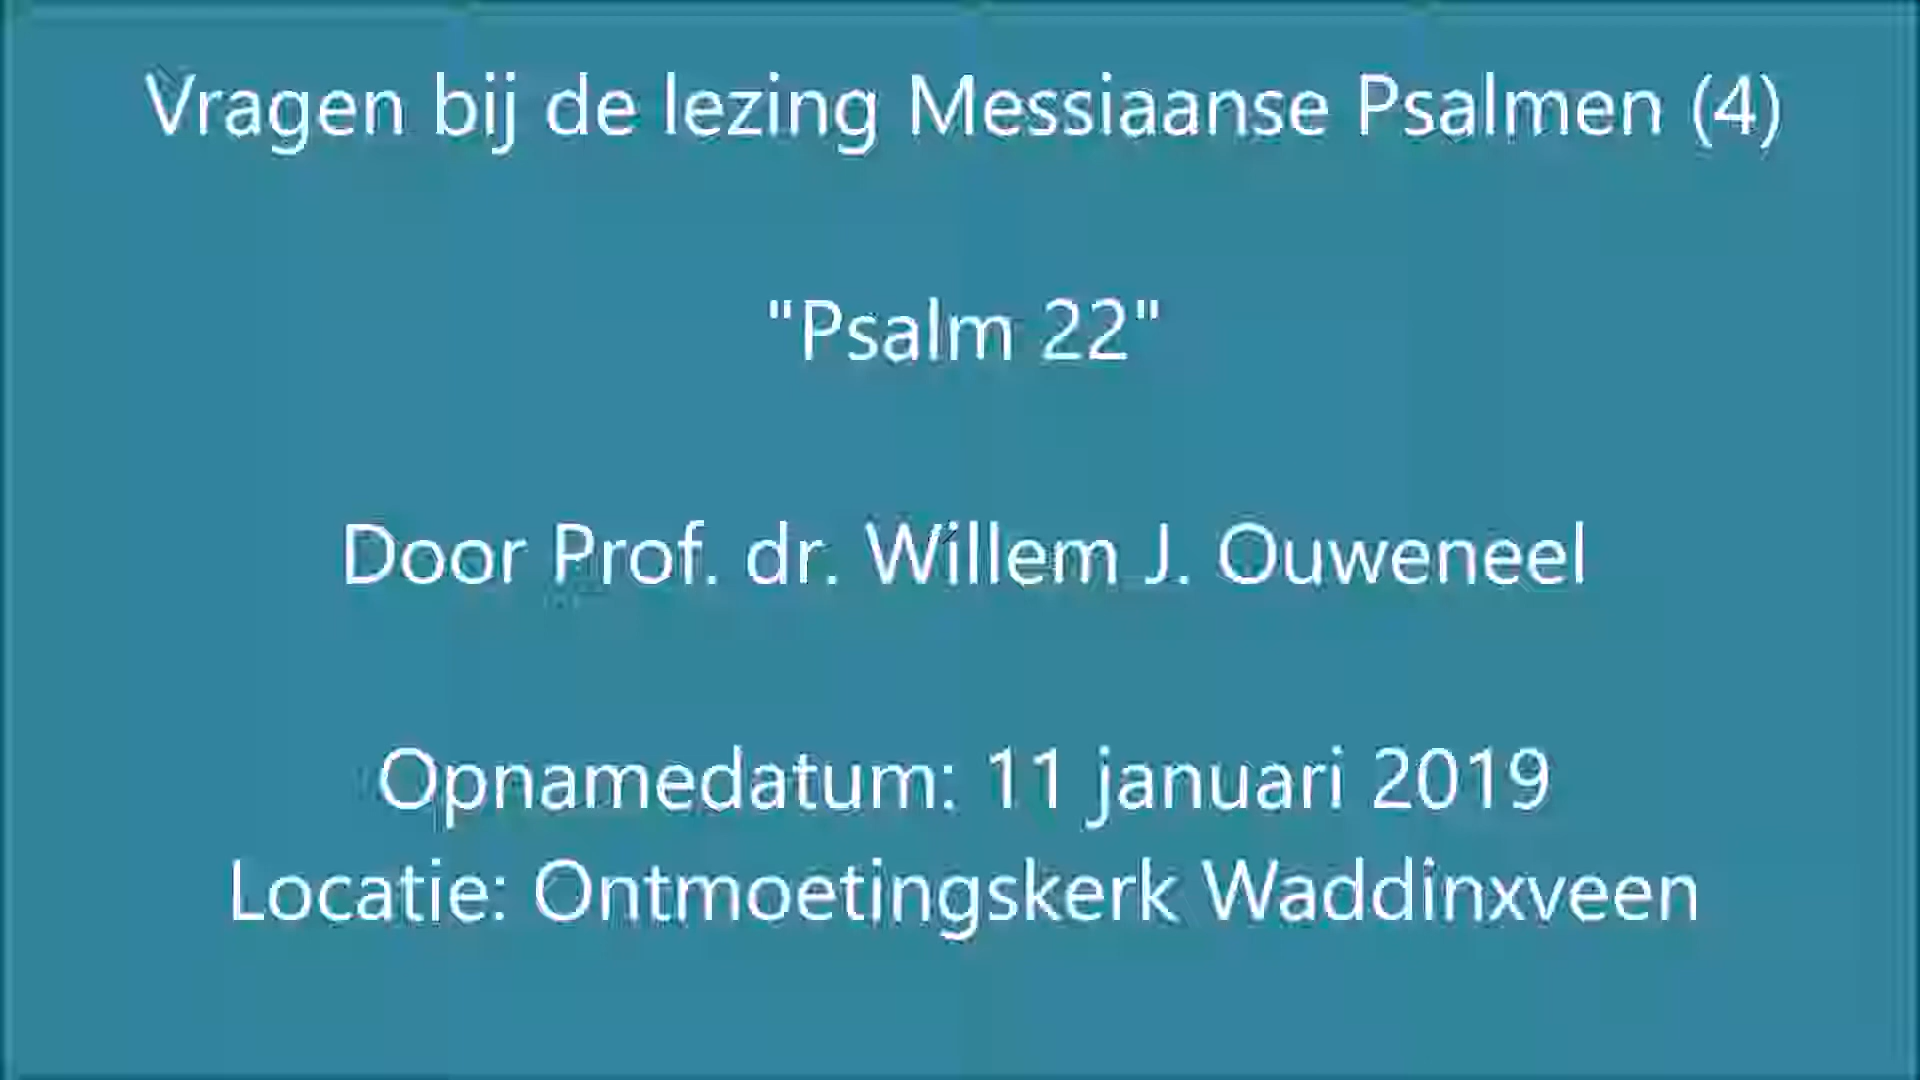 Vragen bij de lezing Messiaanse Psalmen (4)
"Psalm 22"
Door Prof. dr. Willem J. Ouweneel
Opnamedatum: 11 januari 2019
Locatie: Ontmoetingskerk Waddinxveen